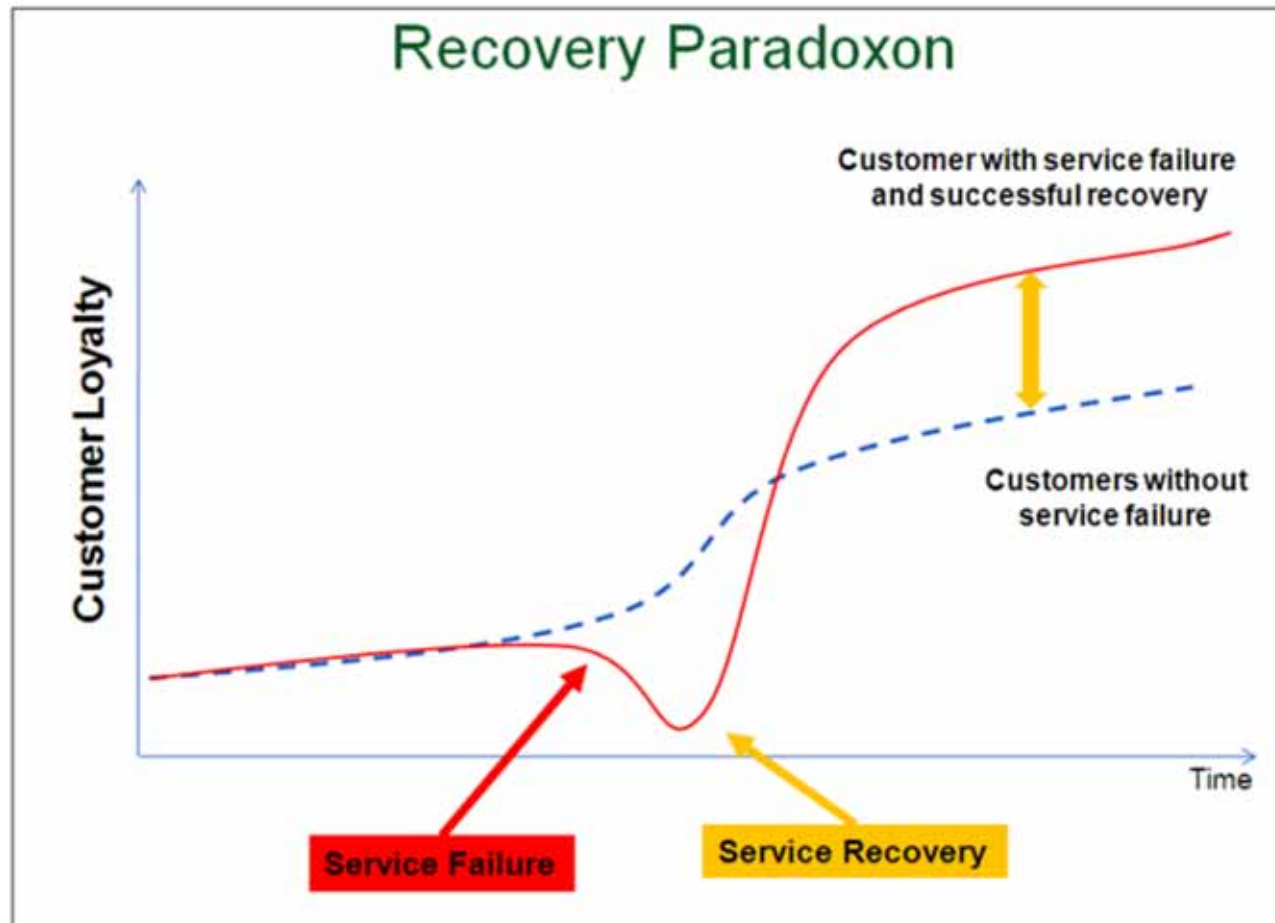 Recovery Paradoxon
Customer with service failure
and successful recovery
Customer Loyalty
Customers without
service failure
Time
Service Failure
Service Recovery